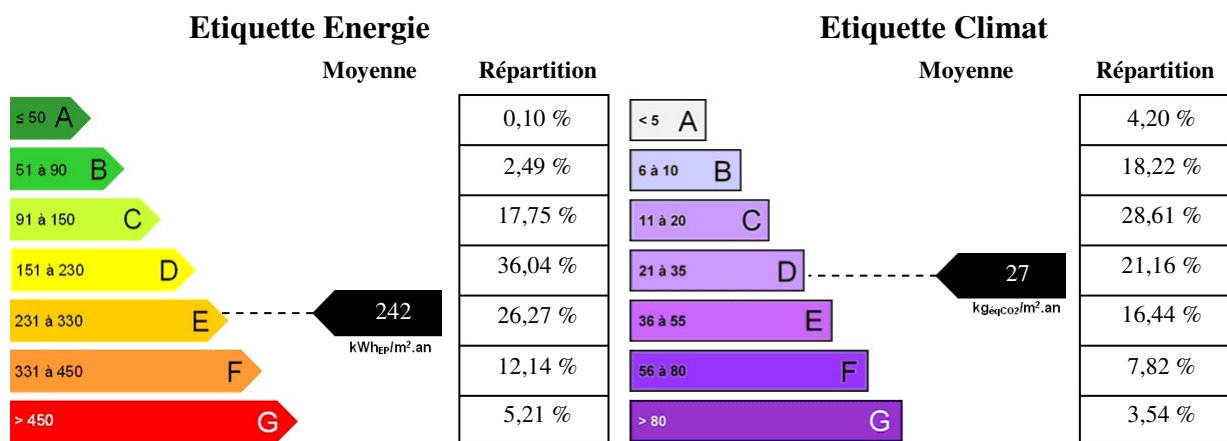 Etiquette Energie
Moyenne Répartition
≤ 50 A 0,10 %
51 à 90 B 2,49 %
91 à 150 C 17,75 %
151 à 230 D 36,04 %
231 à 330 E 242 26,27 %
kWhEP/m².an
331 à 450 F 12,14 %
> 450 G 5,21 %
Etiquette Climat
Moyenne Répartition
< 5 A 4,20 %
6 à 10 B 18,22 %
11 à 20 C 28,61 %
21 à 35 D 27 21,16 %
kgéqCO2/m².an
36 à 55 E 16,44 %
56 à 80 F 7,82 %
> 80 G 3,54 %